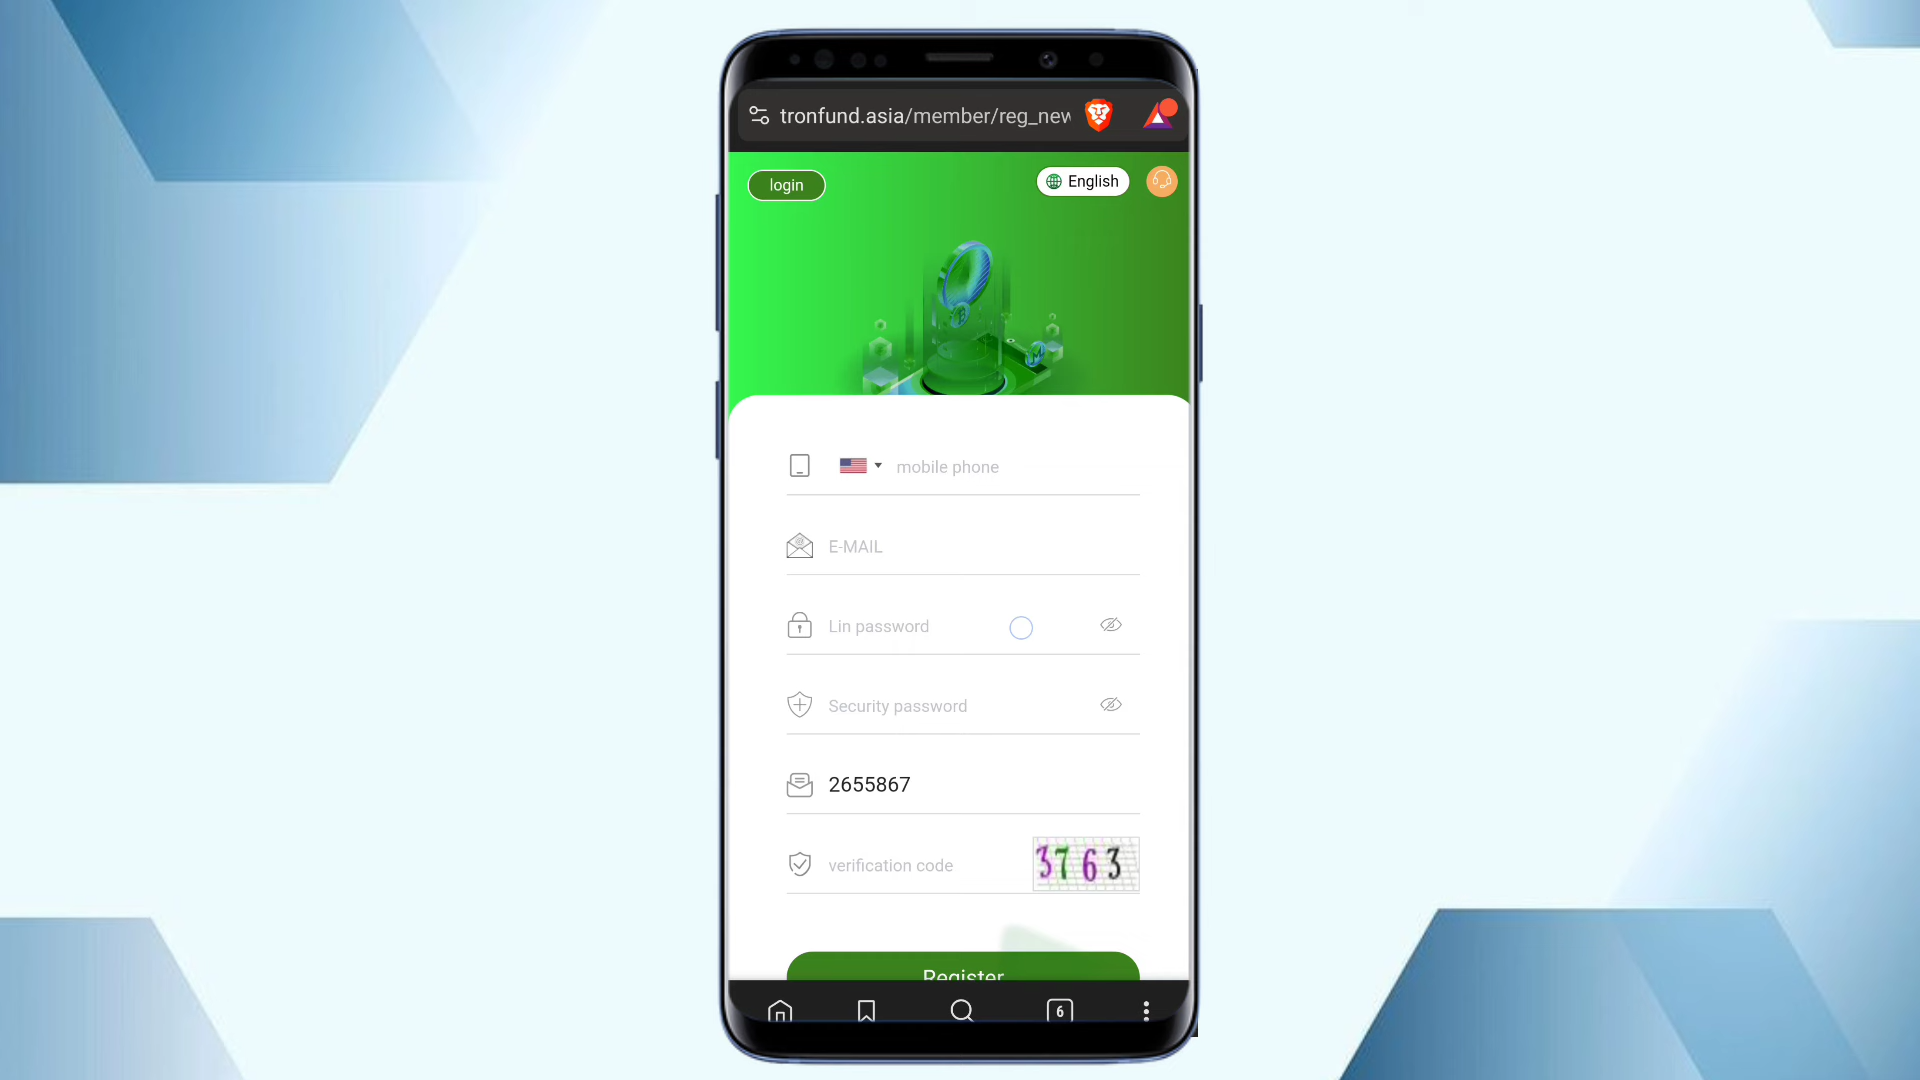 tronfund.asia/member/reg_new
login
English
mobile phone
E-MAIL
Lin password
Security password
2655867
verification code
3763
Register
6